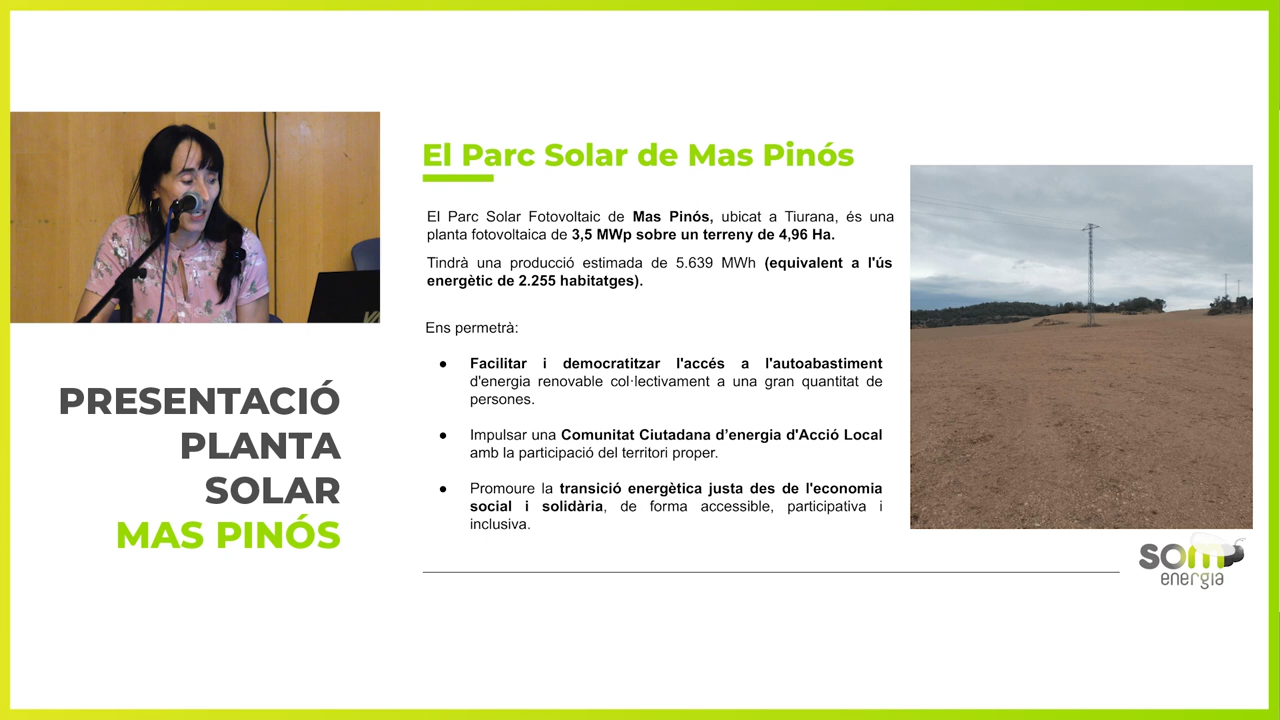 PRESENTACIÓ
PLANTA
SOLAR
MAS PINÓS
El Parc Solar de Mas Pinós
El Parc Solar Fotovoltaic de Mas Pinós, ubicat a Tiurana, és una
planta fotovoltaica de 3,5 MWp sobre un terreny de 4,96 Ha.
Tindrà una producció estimada de 5.639 MWh (equivalent a l'ús
energètic de 2.255 habitatges).
Ens permetrà:
● Facilitar i democratitzar l'accés a l'autoabastiment
d'energia renovable col·lectivament a una gran quantitat de
persones.
● Impulsar una Comunitat Ciutadana d’energia d'Acció Local
amb la participació del territori proper.
● Promoure la transició energètica justa des de l'economia
social i solidària, de forma accessible, participativa i
inclusiva.
som
energia